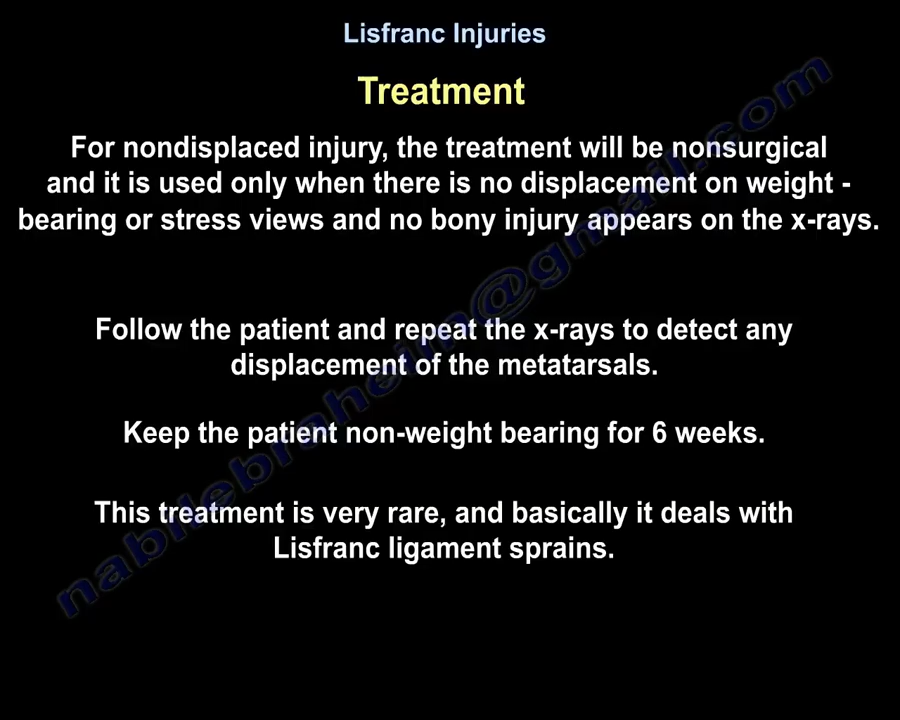 Lisfranc Injuries
Treatment
For nondisplaced injury, the treatment will be nonsurgical
and it is used only when there is no displacement on weight -
bearing or stress views and no bony injury appears on the x-rays.
Follow the patient and repeat the x-rays to detect any
displacement of the metatarsals.
Keep the patient non-weight bearing for 6 weeks.
This treatment is very rare, and basically it deals with
Lisfranc ligament sprains.
nabilebraheim@gmail.com